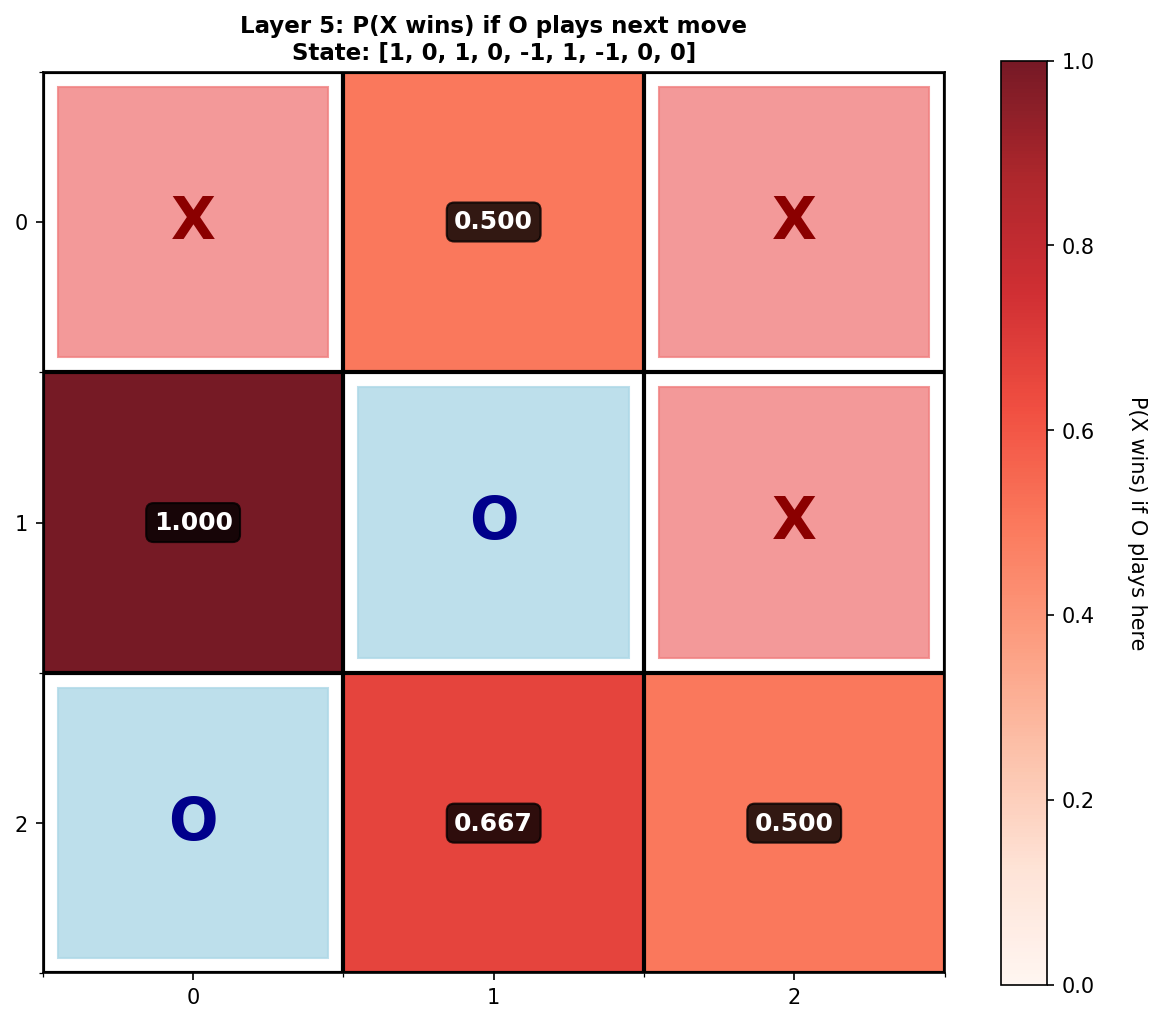 Layer 5: P(X wins) if O plays next move
State: [1, 0, 1, 0, -1, 1, -1, 0, 0]
0
X
0.500
X
1
1.000
O
X
2
O
0.667
0.500
0
1
2
1.0
0.8
0.6
0.4
0.2
0.0
P(X wins) if O plays here